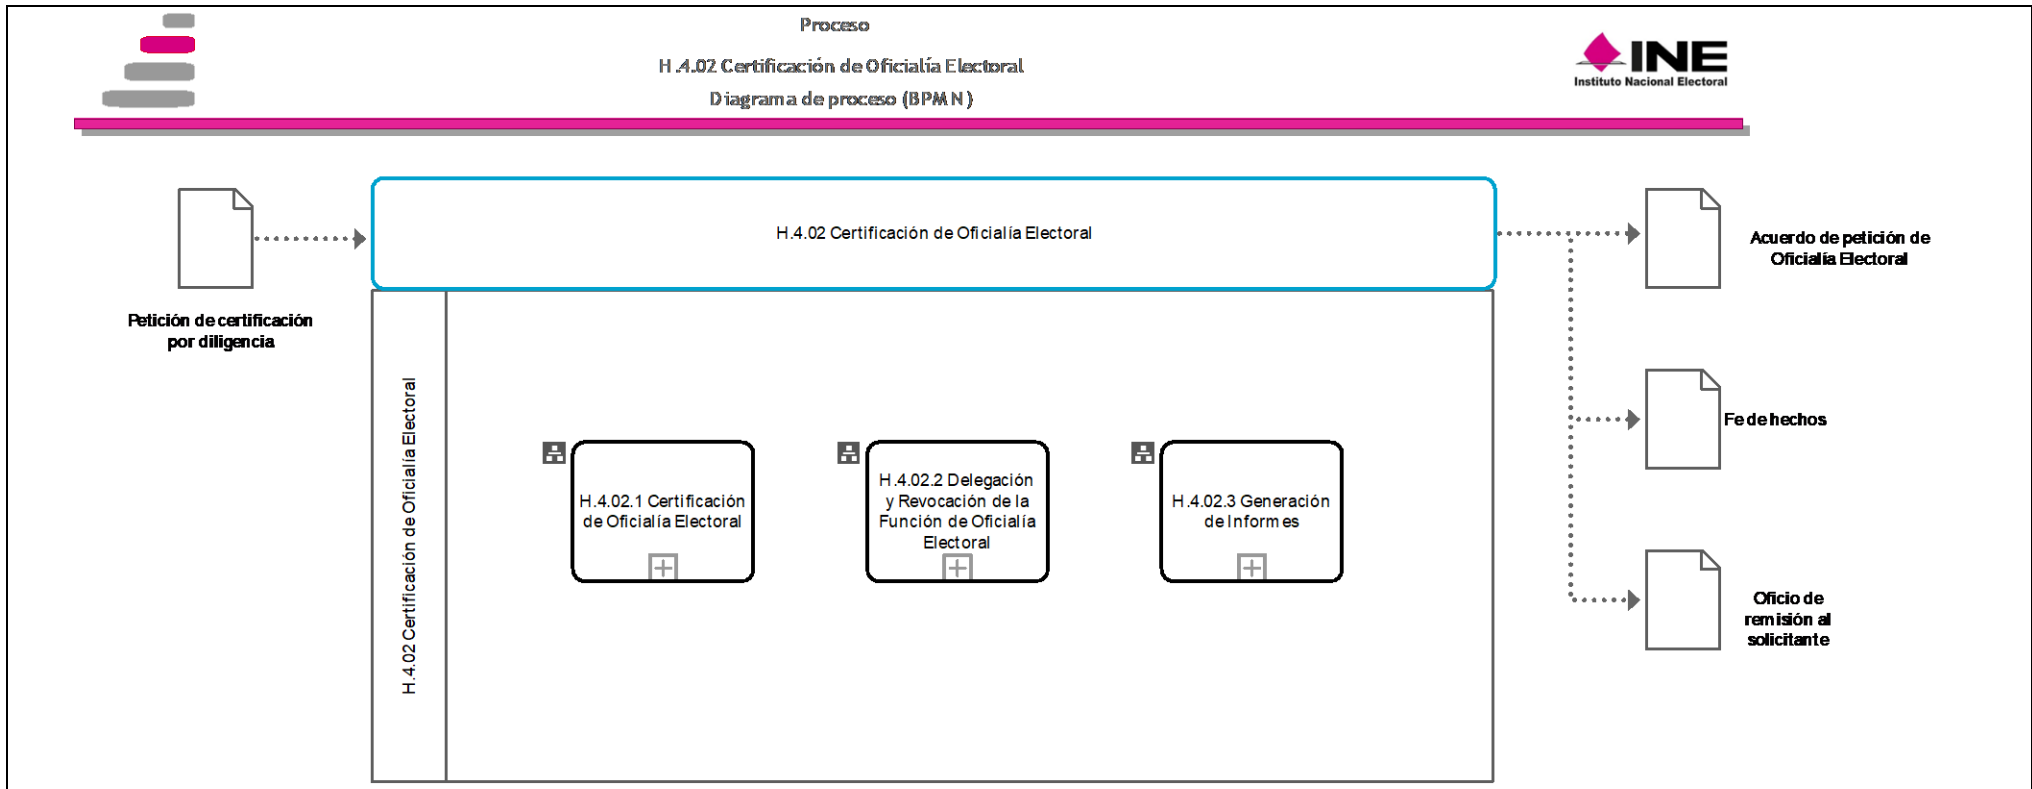 Proceso
H.4.02 Certificación de Oficialía Electoral
Diagrama de proceso (BPMN)
INE
Instituto Nacional Electoral
H.4.02 Certificación de Oficialía Electoral
Petición de certificación
por diligencia
Acuerdo de petición de
Oficialía Electoral
H.4.02 Certificación de Oficialía Electoral
H.4.02.1 Certificación
de Oficialía Electoral
H.4.02.2 Delegación
y Revocación de la
Función de Oficialía
Electoral
H.4.02.3 Generación
de Informes
Fe de hechos
Oficio de
remisión al
solicitante